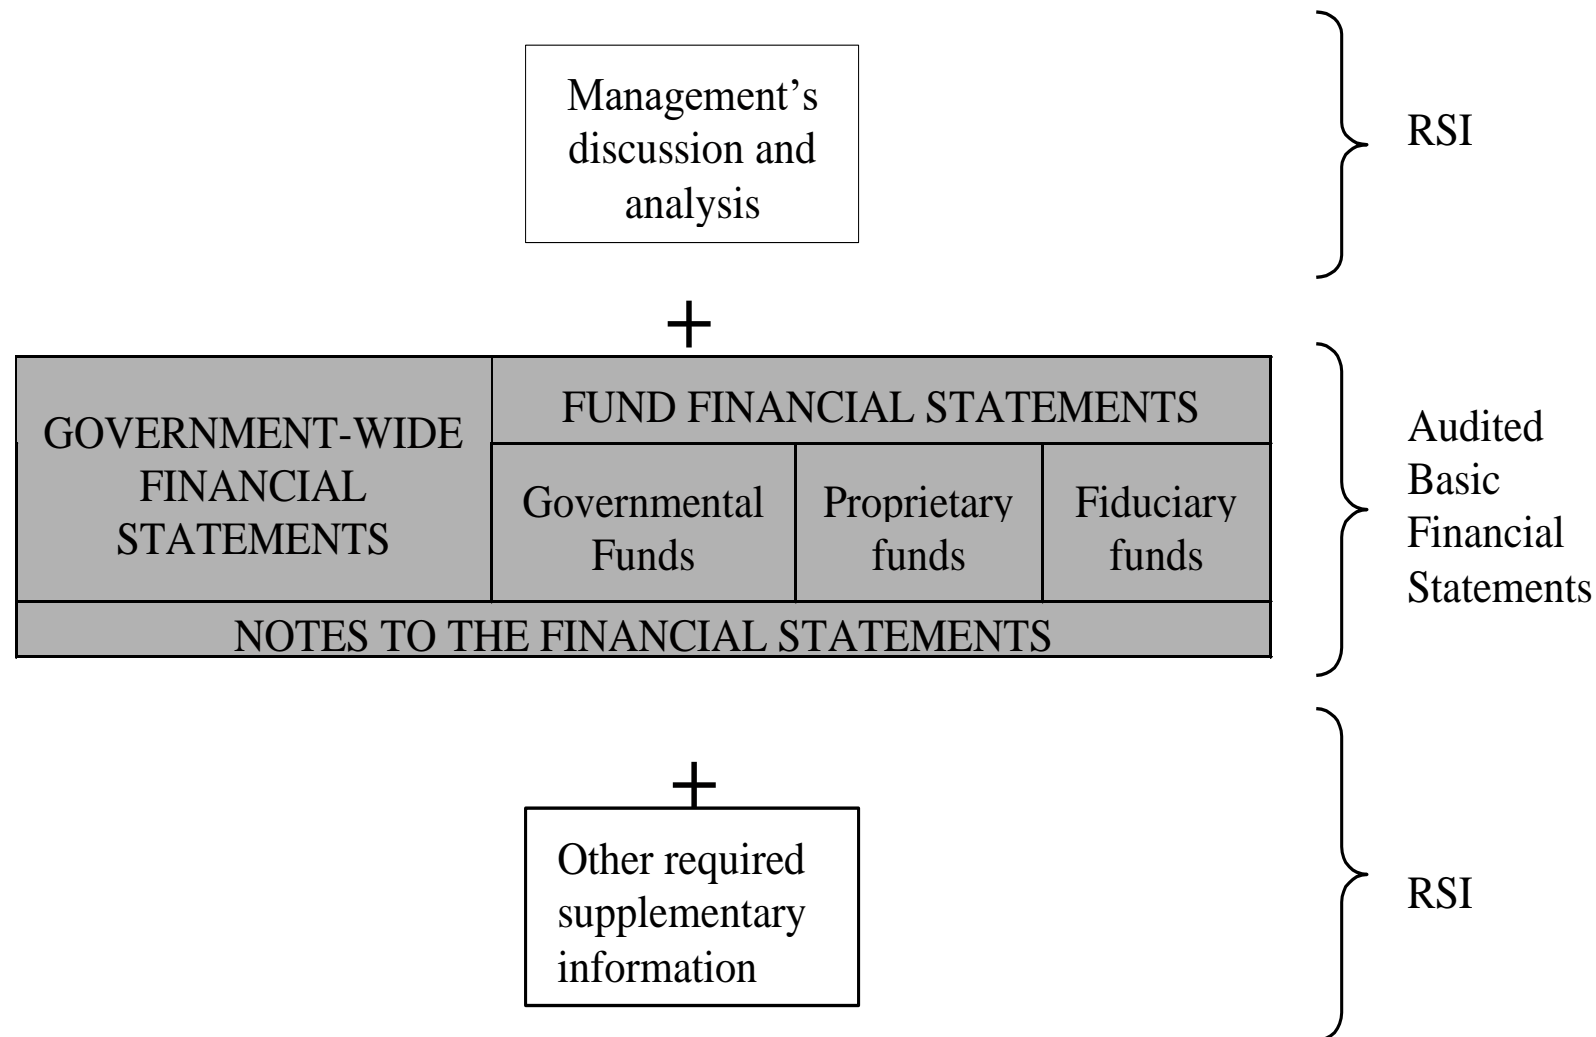 Management’s
discussion and
analysis
RSI
+
GOVERNMENT-WIDE
FINANCIAL
STATEMENTS
FUND FINANCIAL STATEMENTS
Governmental
Funds
Proprietary
funds
Fiduciary
funds
NOTES TO THE FINANCIAL STATEMENTS
Audited
Basic
Financial
Statements
+
Other required
supplementary
information
RSI